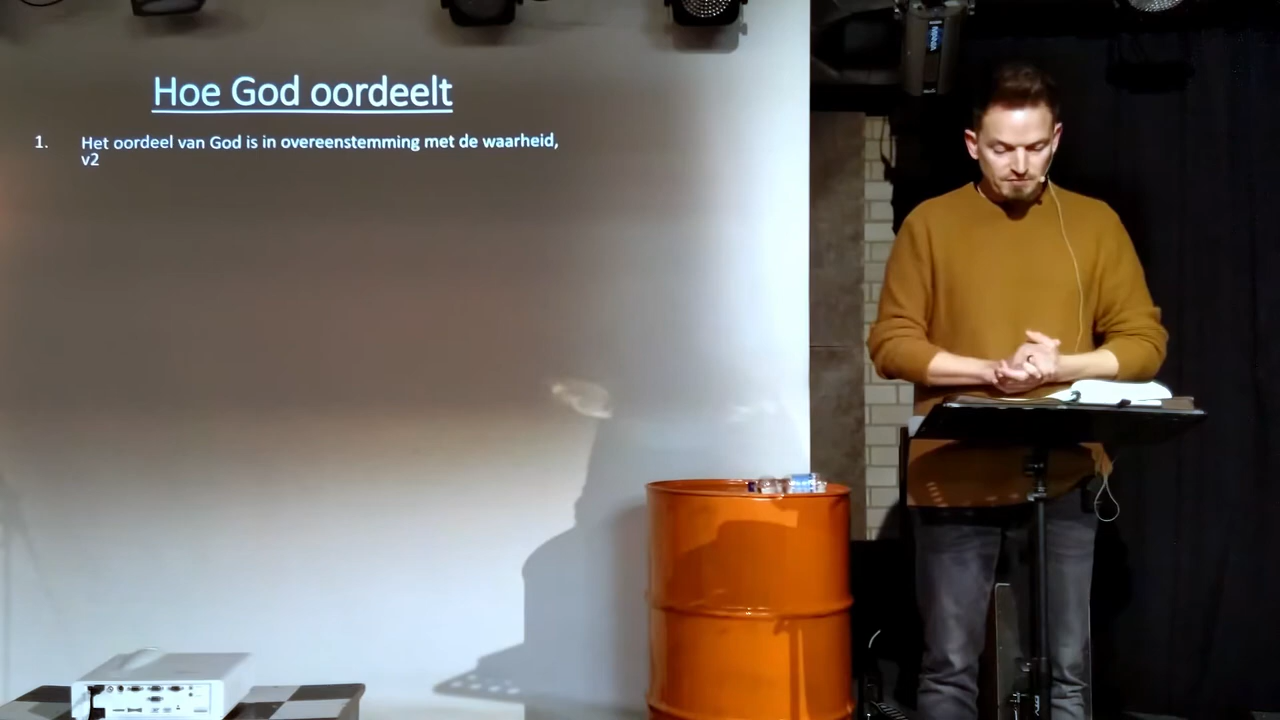 Hoe God oordeelt
1. Het oordeel van God is in overeenstemming met de waarheid,
v2